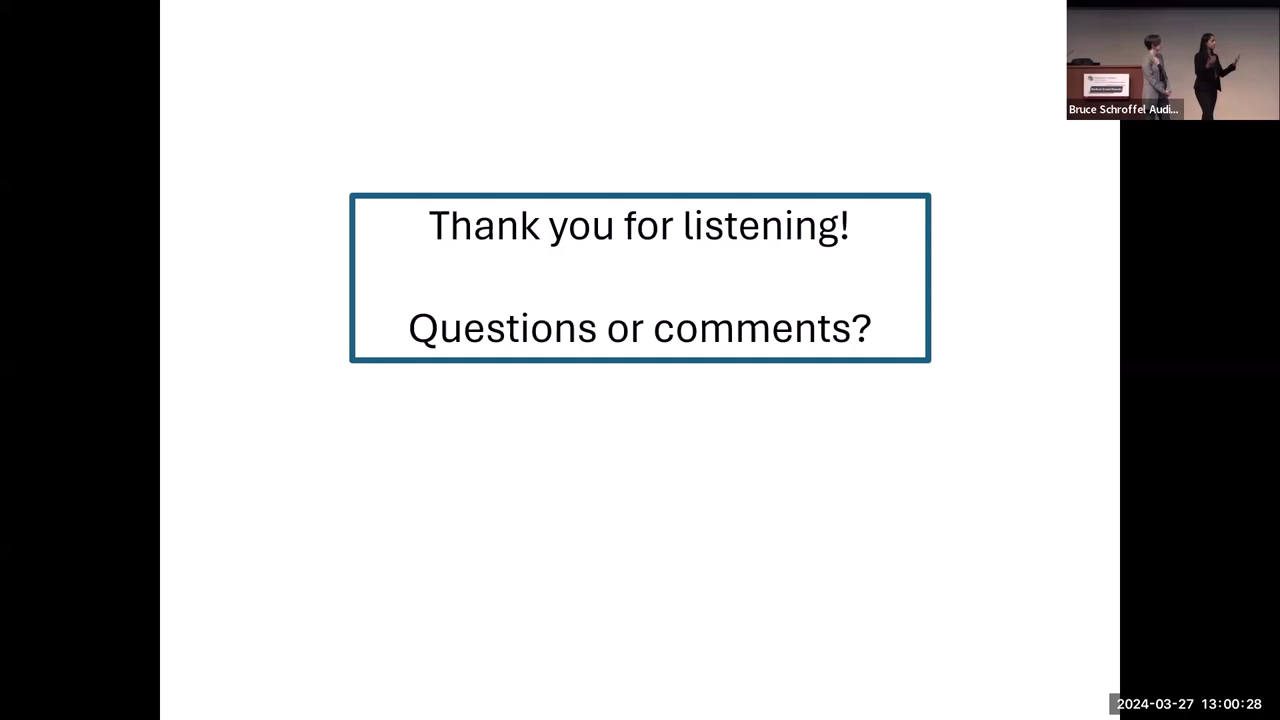 Thank you for listening!
Questions or comments?
Bruce Schroffel Audi...
2024-03-27 13:00:28